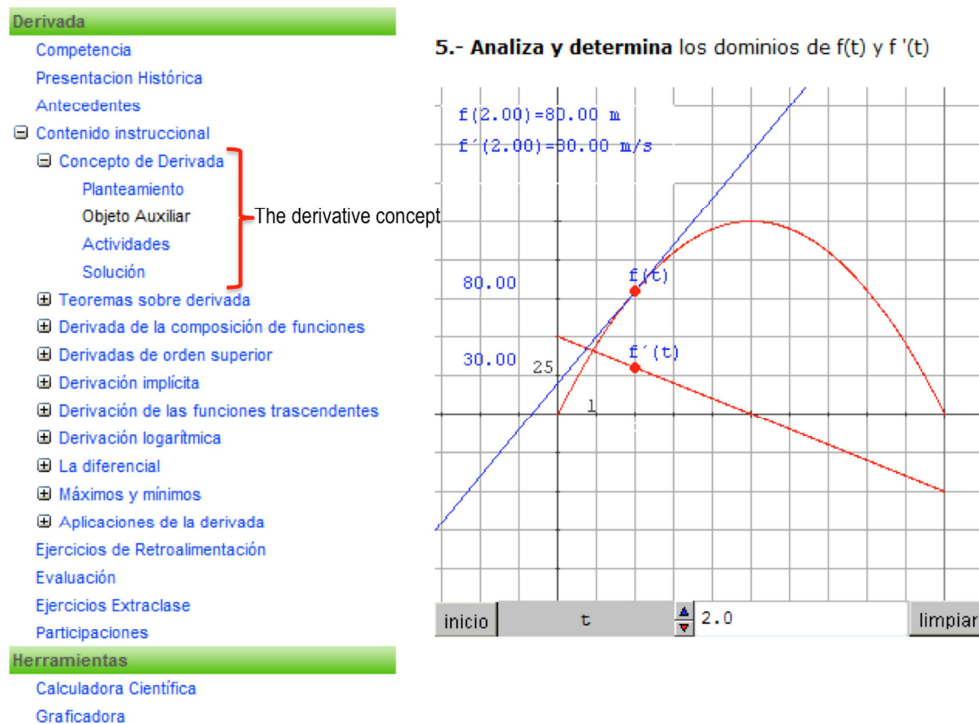 Derivada
Competencia
Presentacion Histórica
Antecedentes
Contenido instruccional
Concepto de Derivada
Planteamiento
Objeto Auxiliar
Actividades
Solución
The derivative concept
Teoremas sobre derivada
Derivada de la composición de funciones
Derivadas de orden superior
Derivación implícita
Derivación de las funciones trascendentes
Derivación logarítmica
La diferencial
Máximos y mínimos
Aplicaciones de la derivada
Ejercicios de Retroalimentación
Evaluación
Ejercicios Extraclase
Participaciones
Herramientas
Calculadora Científica
Graficadora
5.- Analiza y determina los dominios de f(t) y f '(t)
f(2.00)=80.00 m
f´(2.00)=30.00 m/s
f(t)
80.00
f´(t)
30.00
25
1
inicio t 2.0 limpiar